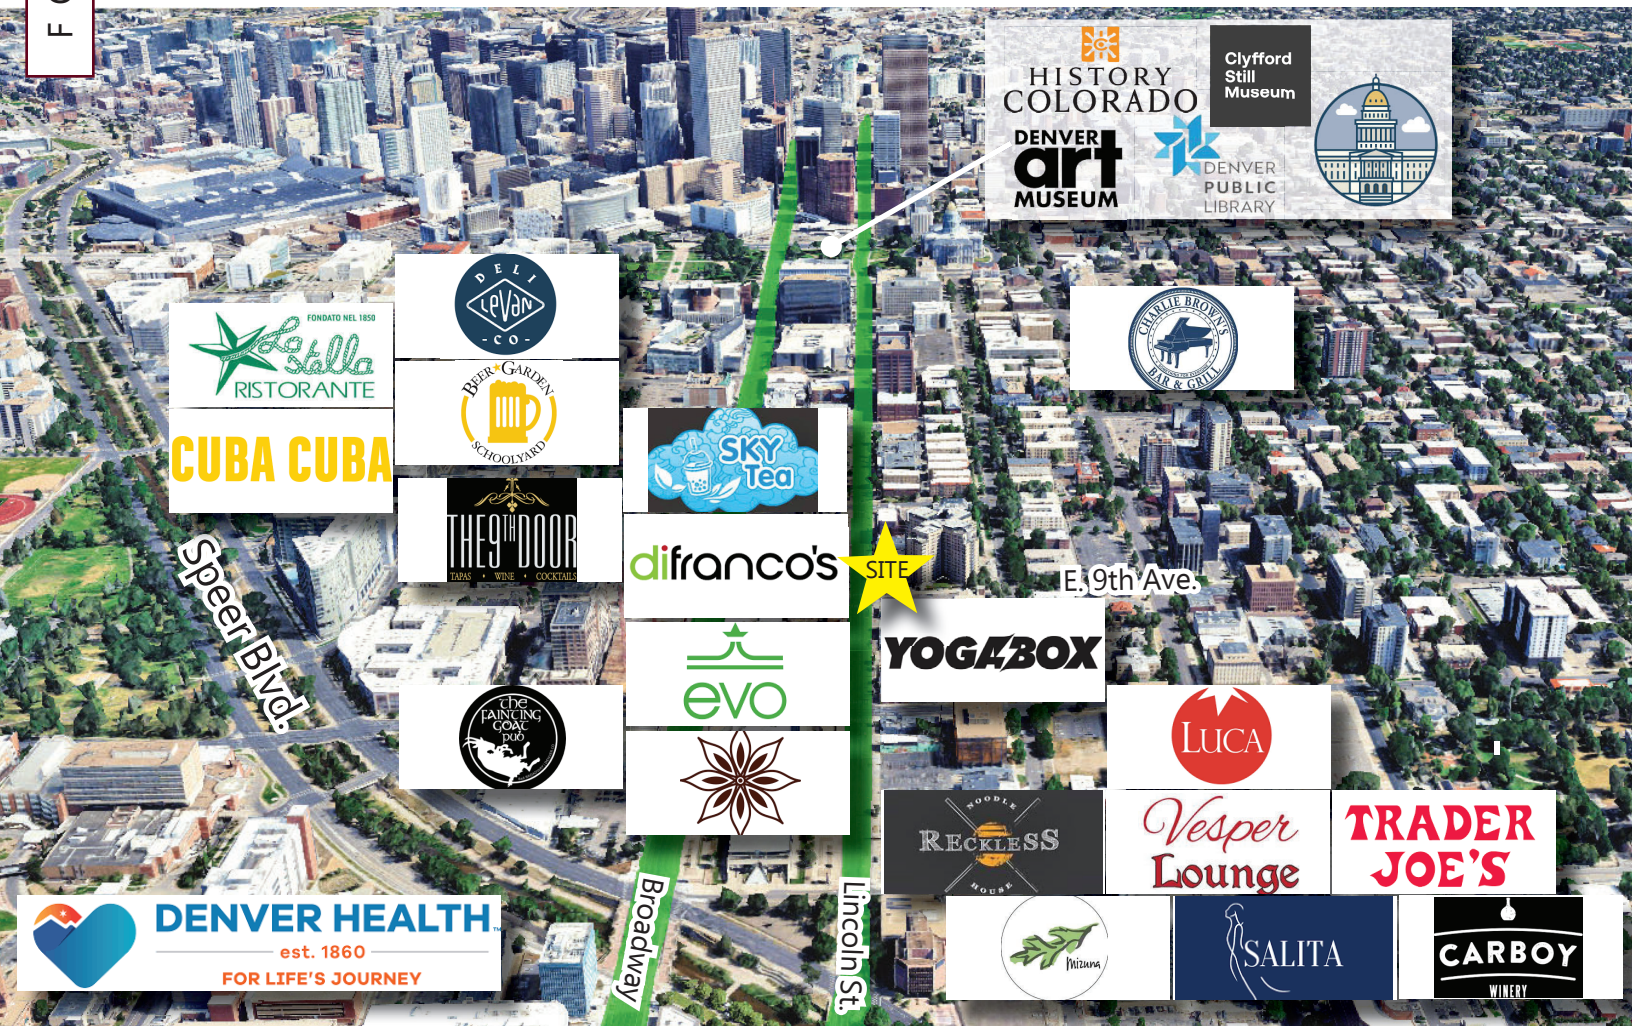 FO
HISTORY
COLORADO
Clyfford
Still
Museum
DENVER
art
MUSEUM
DENVER
PUBLIC
LIBRARY
DELI
LeVan
-CO-
FONDATO NEL 1850
La Stella
RISTORANTE
BEER GARDEN
SCHOOLYARD
CHARLIE BROWN'S
BAR & GRILL
CUBA CUBA
SKY
Tea
THE 9TH DOOR
TAPAS • WINE • COCKTAILS
difranco's
SITE
E. 9th Ave.
Speer Blvd.
YOGABOX
evo
the
FAINTING
GOAT
pub
LUCA
NOODLE
RECKLESS
HOUSE
Vesper
Lounge
TRADER
JOE'S
DENVER HEALTH™
est. 1860
FOR LIFE'S JOURNEY
Broadway
Lincoln St.
Mizuna
SALITA
CARBOY
WINERY